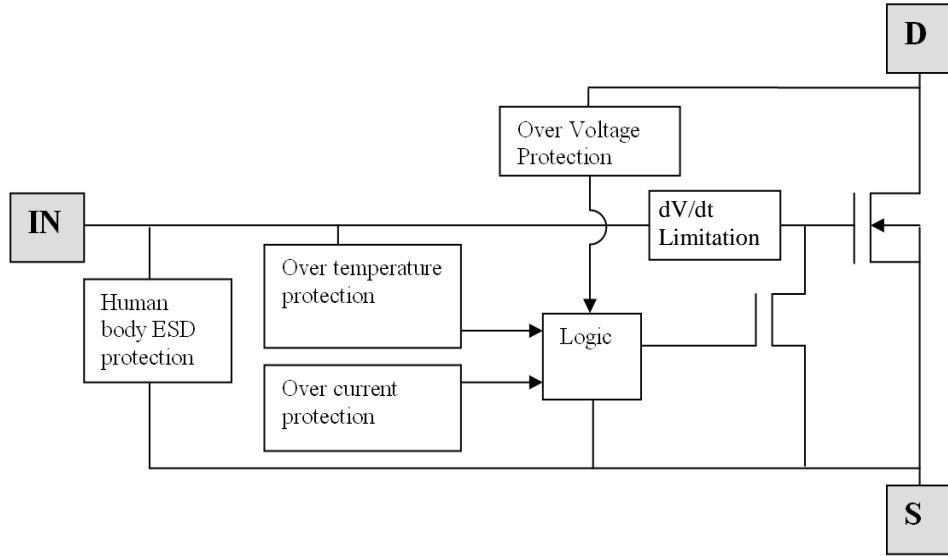 D
Over Voltage
Protection
IN
dV/dt
Limitation
Over temperature
protection
Human
body ESD
protection
Logic
Over current
protection
S